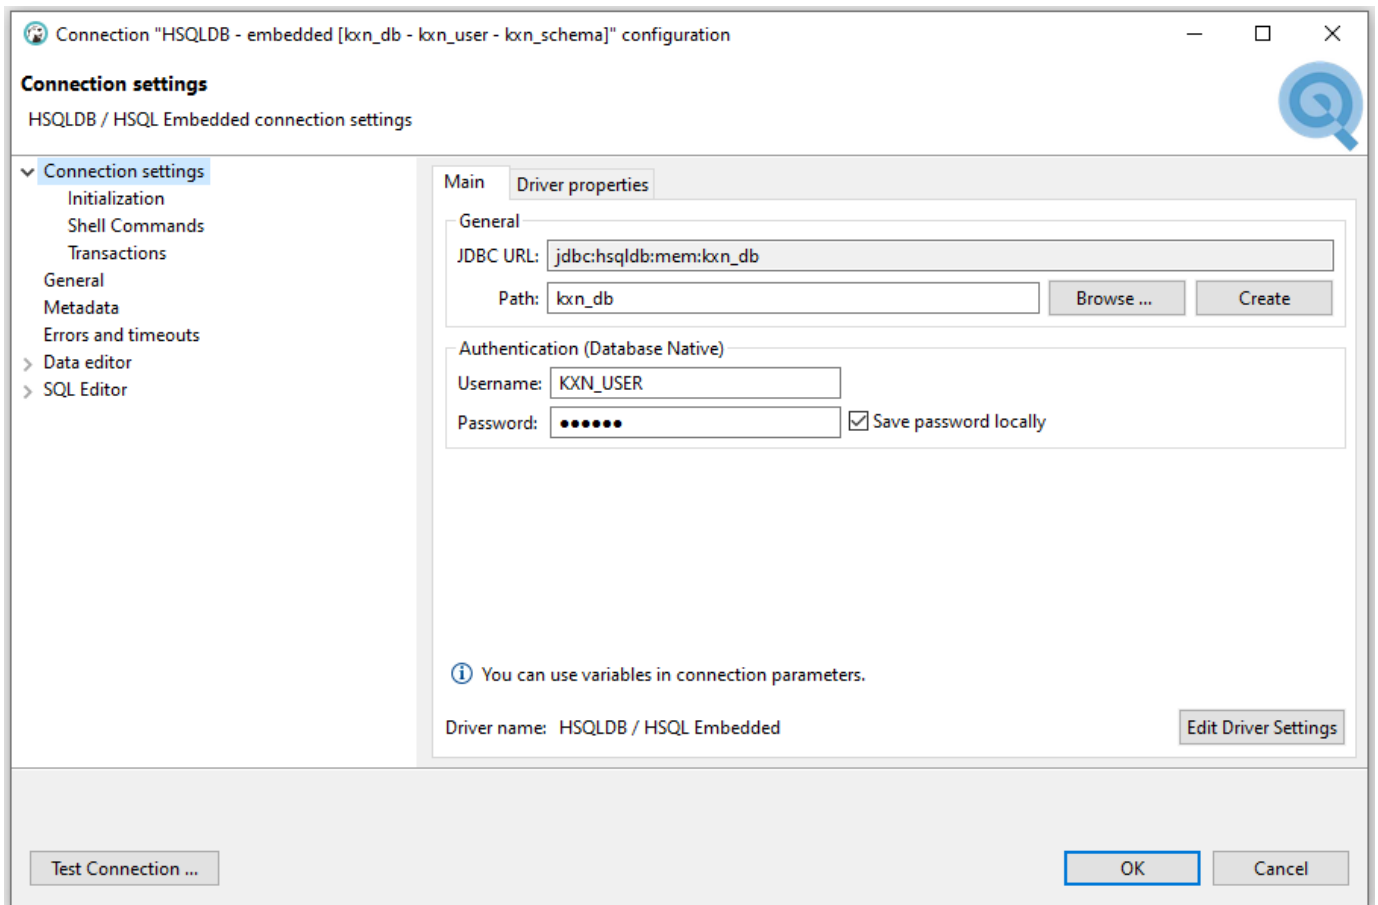 Connection "HSQLDB - embedded [kxn_db - kxn_user - kxn_schema]" configuration
Connection settings
HSQLDB / HSQL Embedded connection settings
Connection settings
Initialization
Shell Commands
Transactions
General
Metadata
Errors and timeouts
Data editor
SQL Editor
Main Driver properties
General
JDBC URL: jdbc:hsqldb:mem:kxn_db
Path: kxn_db Browse ... Create
Authentication (Database Native)
Username: KXN_USER
Password: •••••• Save password locally
You can use variables in connection parameters.
Driver name: HSQLDB / HSQL Embedded Edit Driver Settings
Test Connection ... OK Cancel